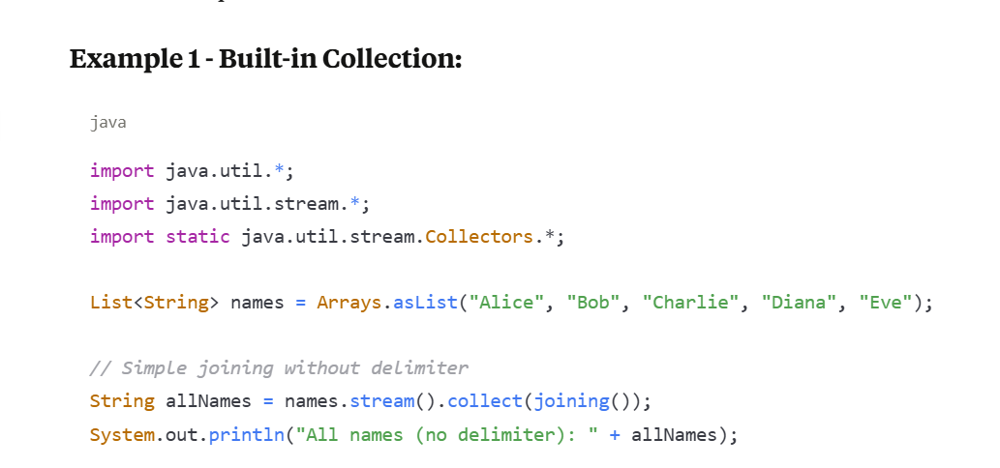 Example 1 - Built-in Collection:
java
import java.util.*;
import java.util.stream.*;
import static java.util.stream.Collectors.*;
List<String> names = Arrays.asList("Alice", "Bob", "Charlie", "Diana", "Eve");
// Simple joining without delimiter
String allNames = names.stream().collect(joining());
System.out.println("All names (no delimiter): " + allNames);